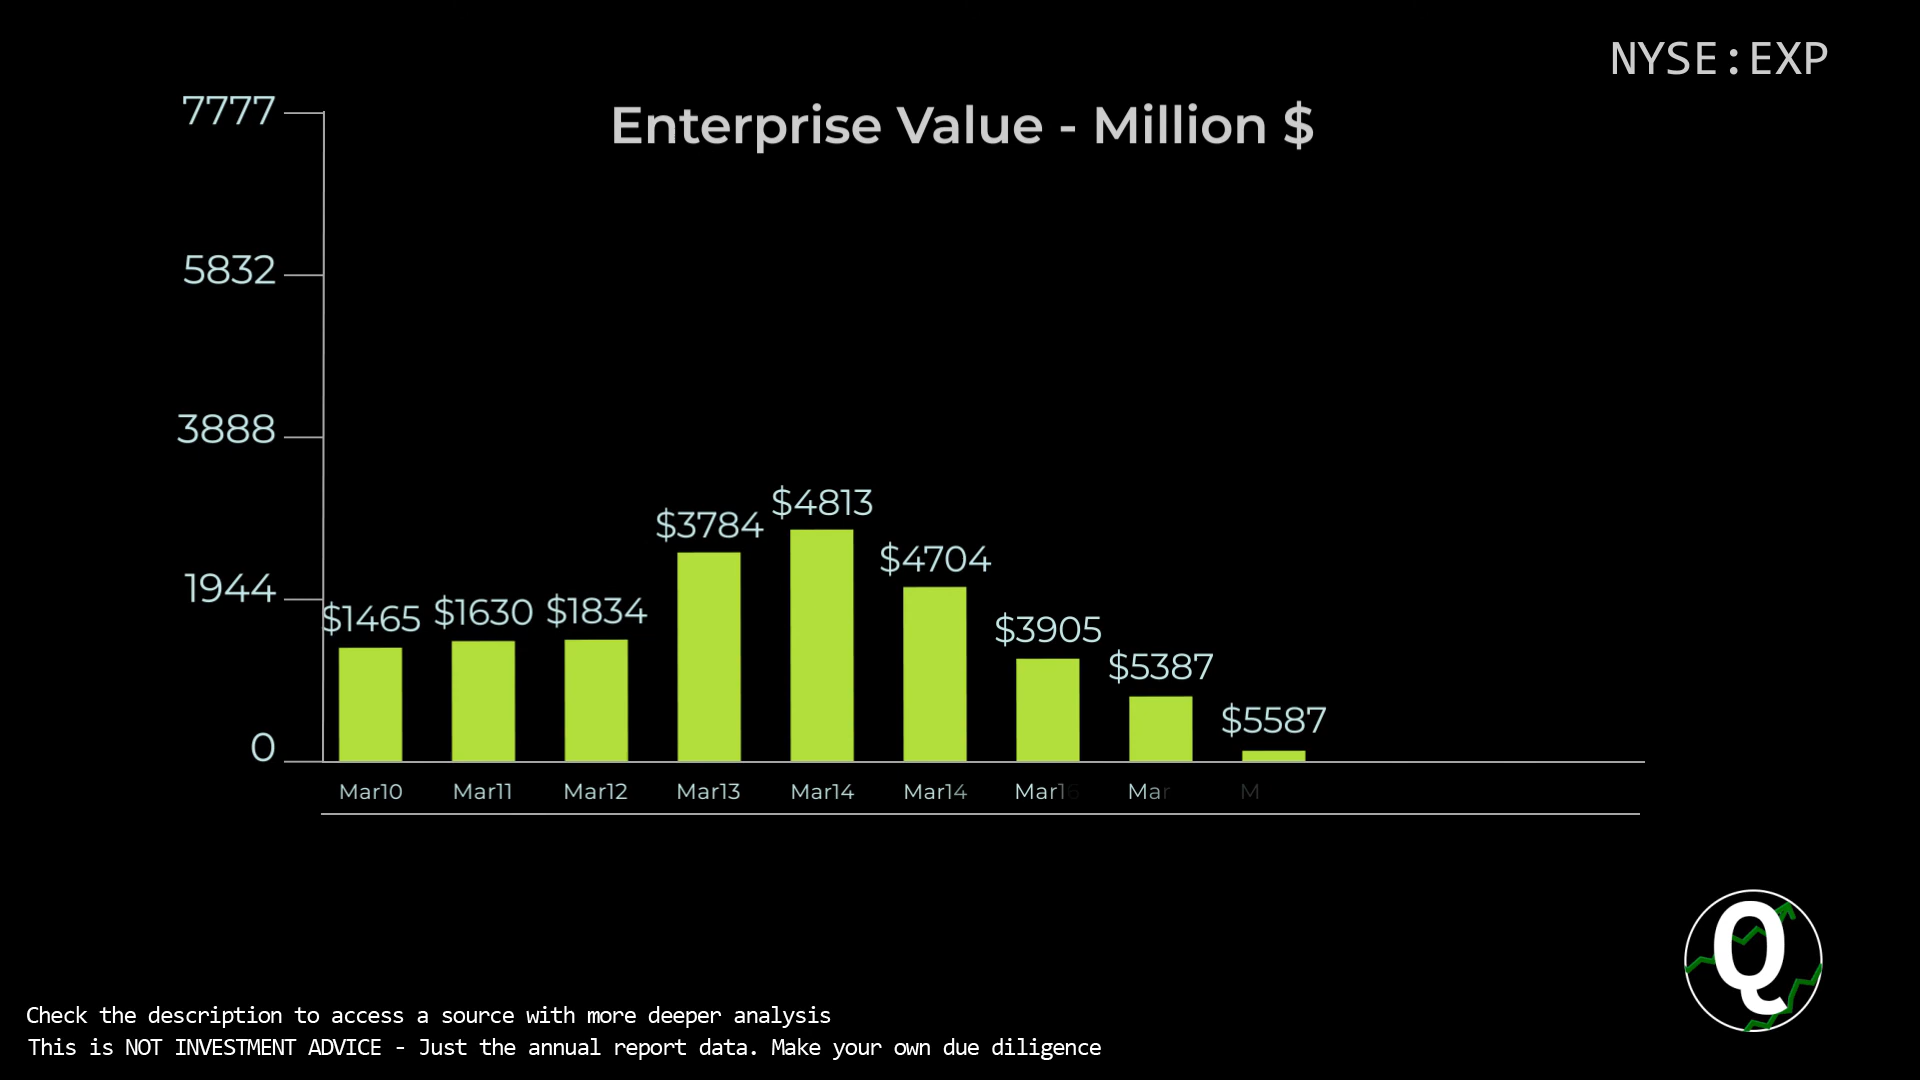 NYSE:EXP
Enterprise Value - Million $
7777
5832
3888
1944
0
$1465 $1630 $1834 $3784 $4813 $4704 $3905 $5387 $5587
Mar10 Mar11 Mar12 Mar13 Mar14 Mar14 Mar16 Mar M
Q
Check the description to access a source with more deeper analysis
This is NOT INVESTMENT ADVICE - Just the annual report data. Make your own due diligence